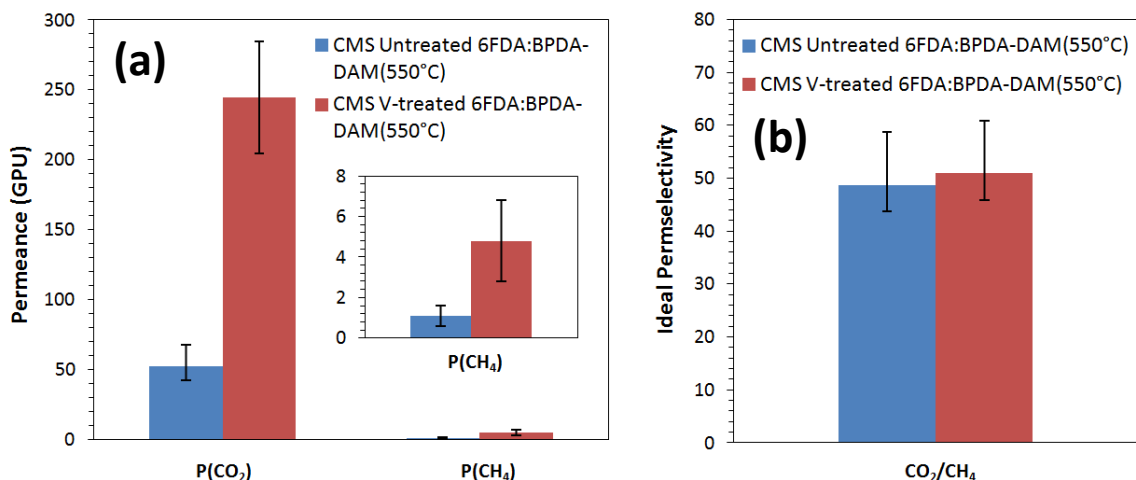 (a)
Permeance (GPU)
300
250
200
150
100
50
0
CMS Untreated 6FDA:BPDA-
DAM(550°C)
CMS V-treated 6FDA:BPDA-
DAM(550°C)
8
6
4
2
0
P(CH₄)
P(CO₂)
P(CH₄)
(b)
Ideal Permselectivity
80
70
60
50
40
30
20
10
0
CMS Untreated 6FDA:BPDA-DAM(550°C)
CMS V-treated 6FDA:BPDA-DAM(550°C)
CO₂/CH₄